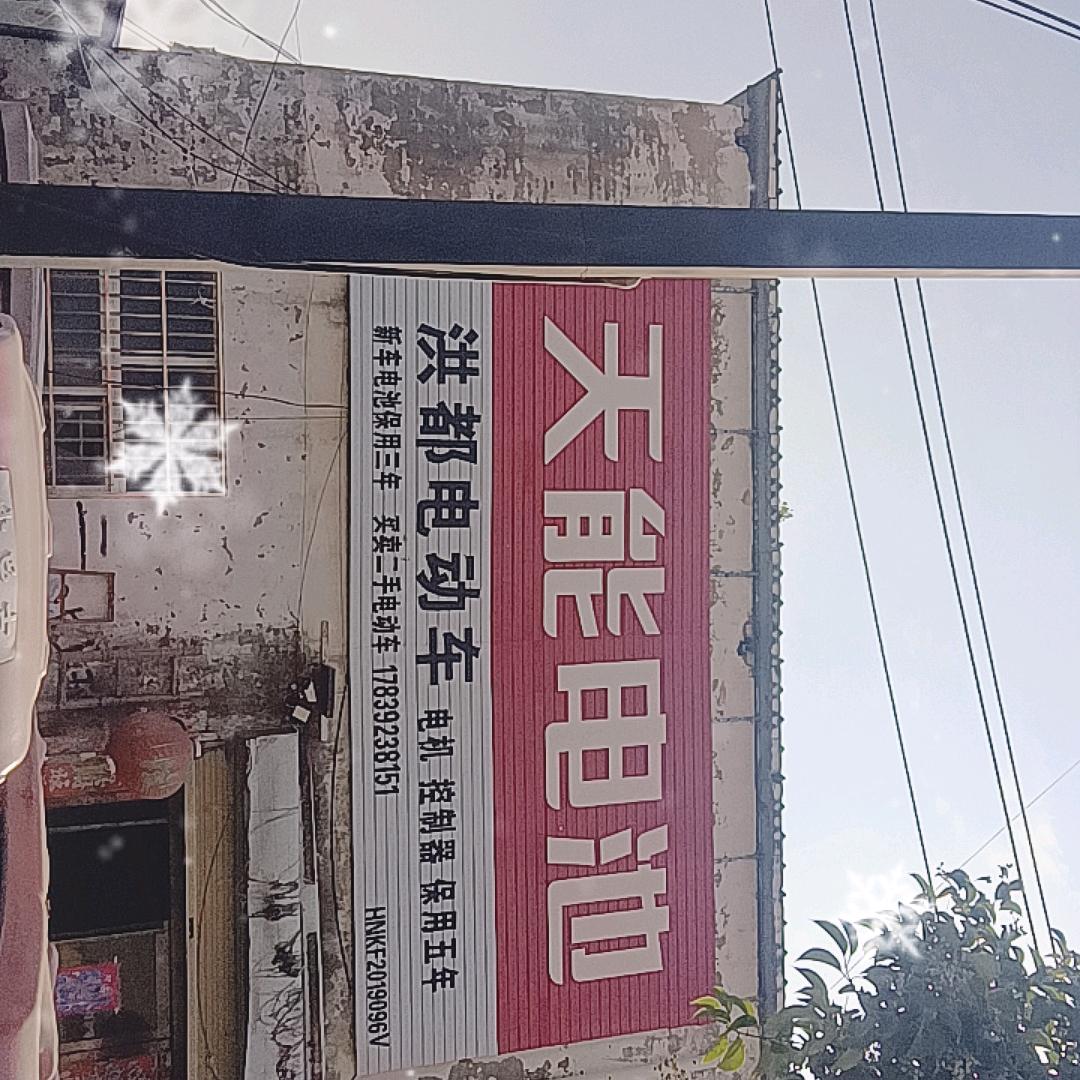 天能电池
洪都电动车 电机 控制器 保用五年
新车电池保用三年 买卖二手电动车 17839238151
HNKF2019096V